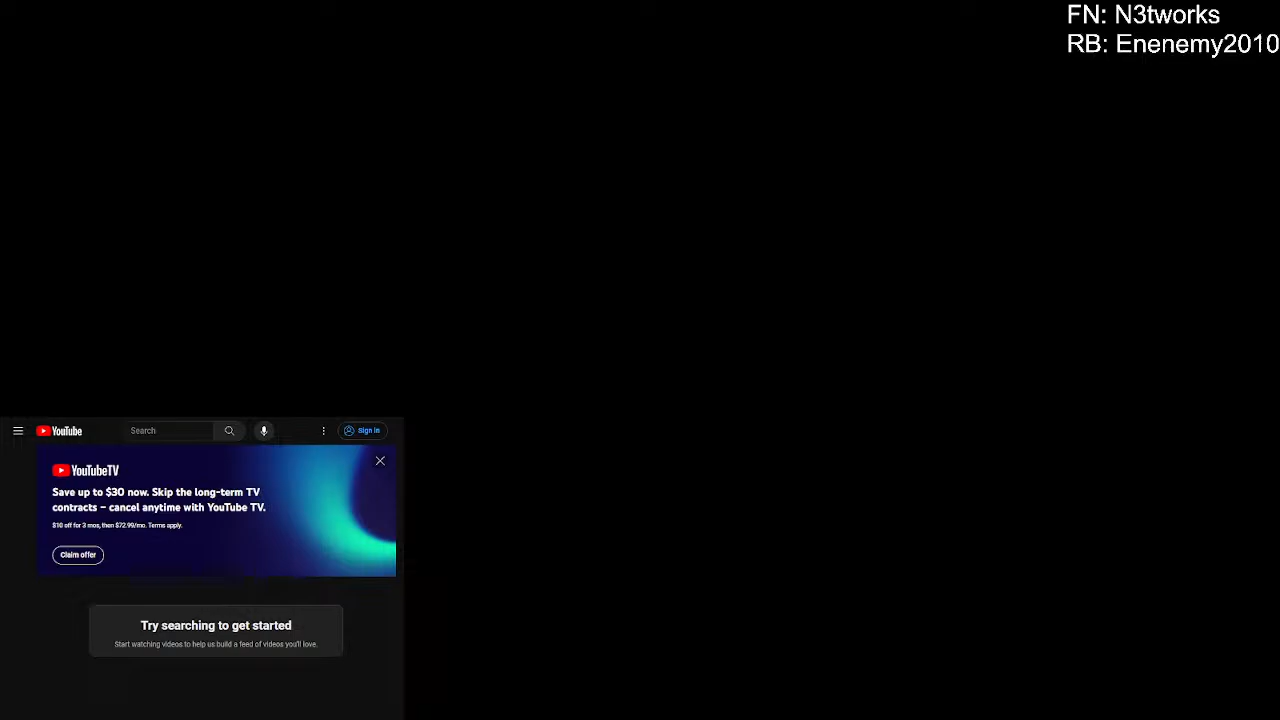 FN: N3tworks
RB: Enenemy2010
YouTube
Search
Sign in
YouTubeTV
Save up to $30 now. Skip the long-term TV
contracts – cancel anytime with YouTube TV.
$10 off for 3 mos, then $72.99/mo. Terms apply.
Claim offer
Try searching to get started
Start watching videos to help us build a feed of videos you'll love.